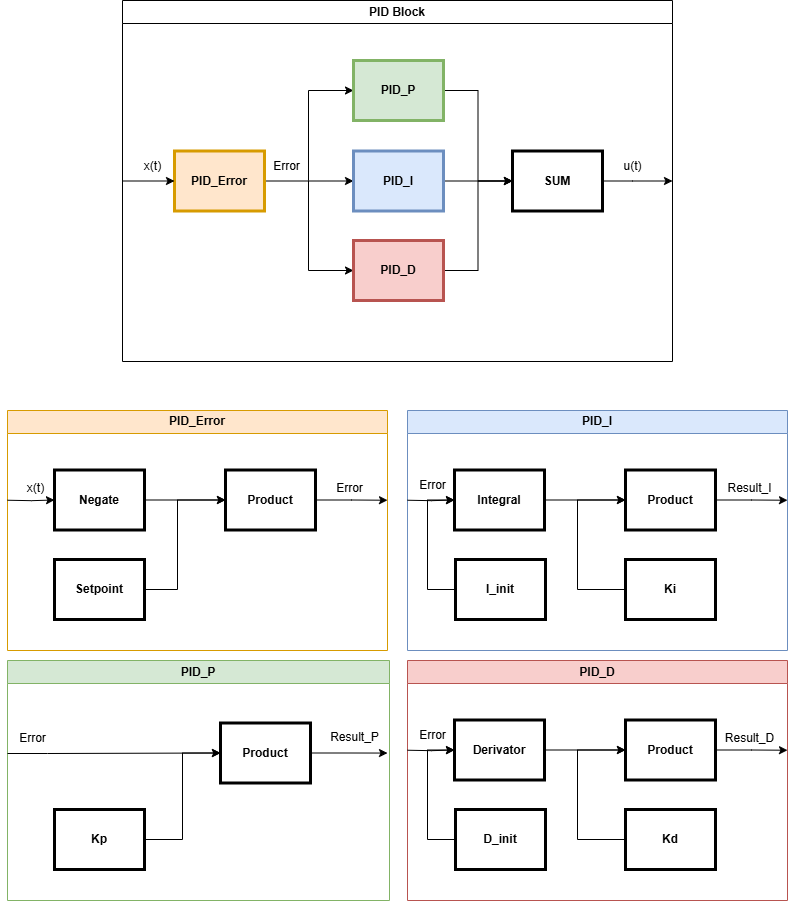 PID Block
PID_P
x(t)
PID_Error
Error
PID_I
SUM
u(t)
PID_D
PID_Error
x(t)
Negate
Product
Error
Setpoint
PID_I
Error
Integral
Product
Result_I
I_init
Ki
PID_P
Error
Product
Result_P
Kp
PID_D
Error
Derivator
Product
Result_D
D_init
Kd